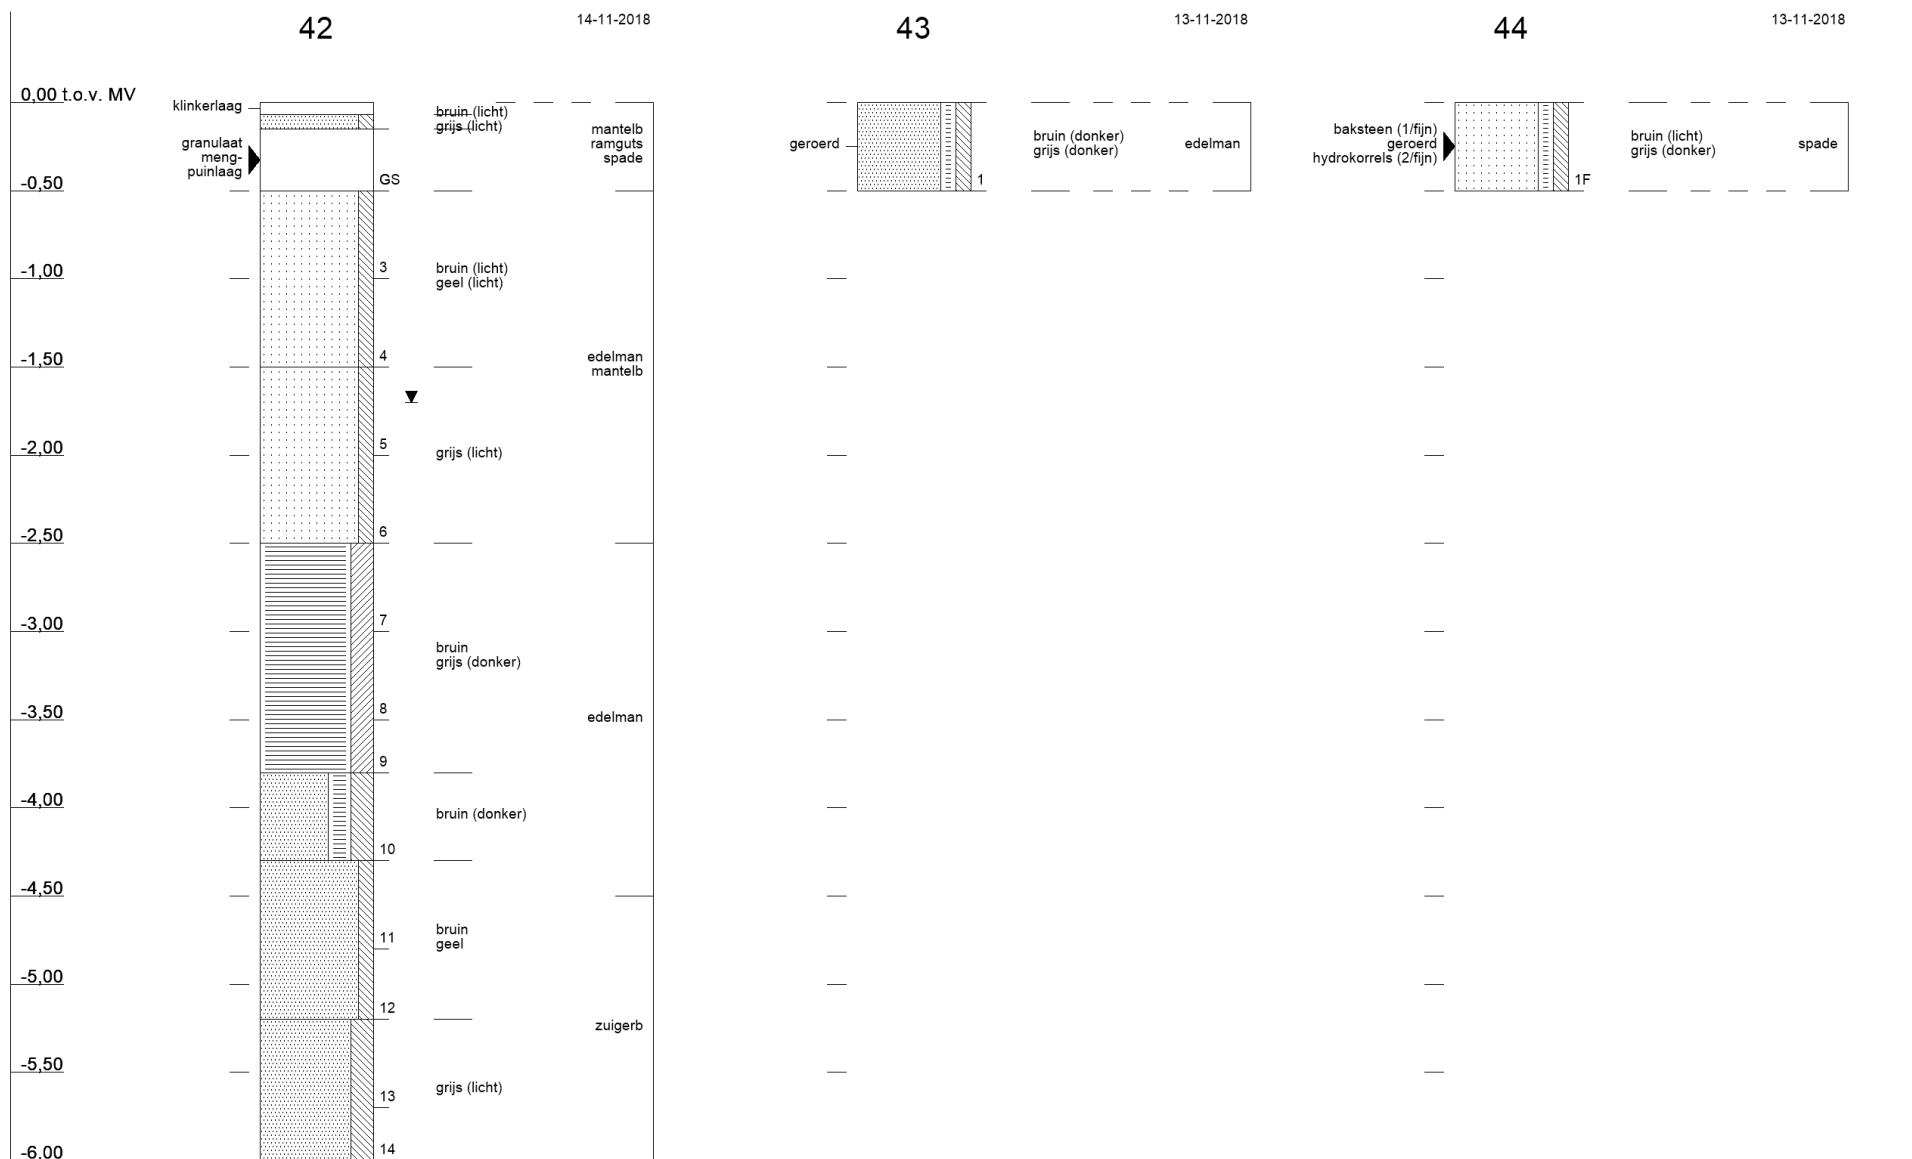 42
14-11-2018
43
13-11-2018
44
13-11-2018
0,00 t.o.v. MV
-0,50
-1,00
-1,50
-2,00
-2,50
-3,00
-3,50
-4,00
-4,50
-5,00
-5,50
-6,00
klinkerlaag
granulaat
meng-
puinlaag
GS
3
4
5
6
7
8
9
10
11
12
13
14
bruin (licht)
grijs (licht)
bruin (licht)
geel (licht)
grijs (licht)
bruin
grijs (donker)
bruin (donker)
bruin
geel
grijs (licht)
mantelb
ramguts
spade
edelman
mantelb
edelman
zuigerb
geroerd
1
bruin (donker)
grijs (donker)
edelman
baksteen (1/fijn)
geroerd
hydrokorrels (2/fijn)
1F
bruin (licht)
grijs (donker)
spade